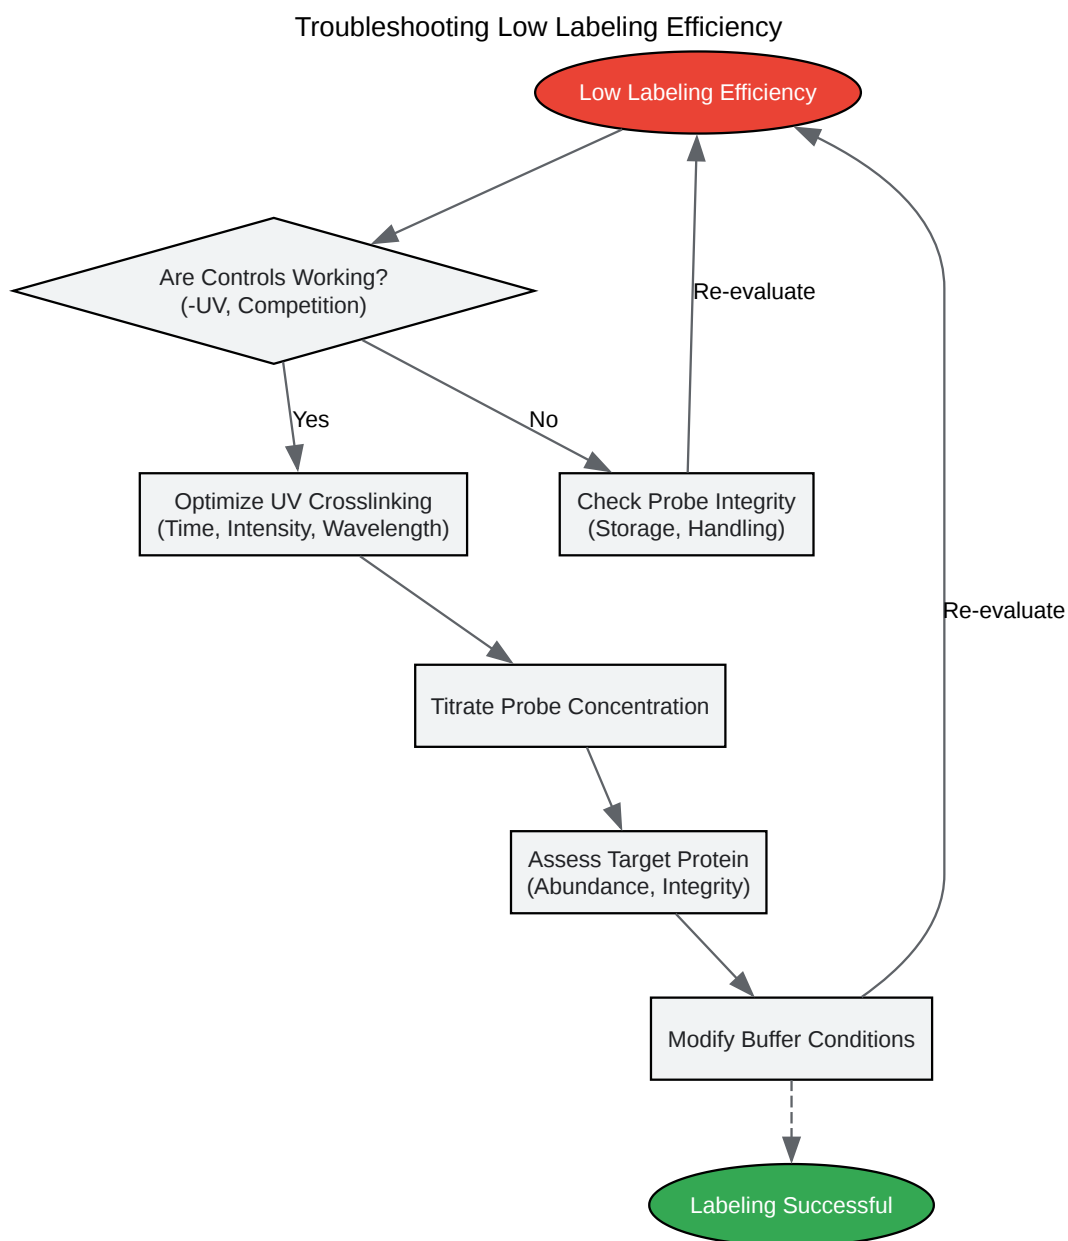 Troubleshooting Low Labeling Efficiency
Low Labeling Efficiency
Are Controls Working?
(-UV, Competition)
Re-evaluate
Yes
No
Optimize UV Crosslinking
(Time, Intensity, Wavelength)
Check Probe Integrity
(Storage, Handling)
Re-evaluate
Titrate Probe Concentration
Assess Target Protein
(Abundance, Integrity)
Modify Buffer Conditions
Labeling Successful